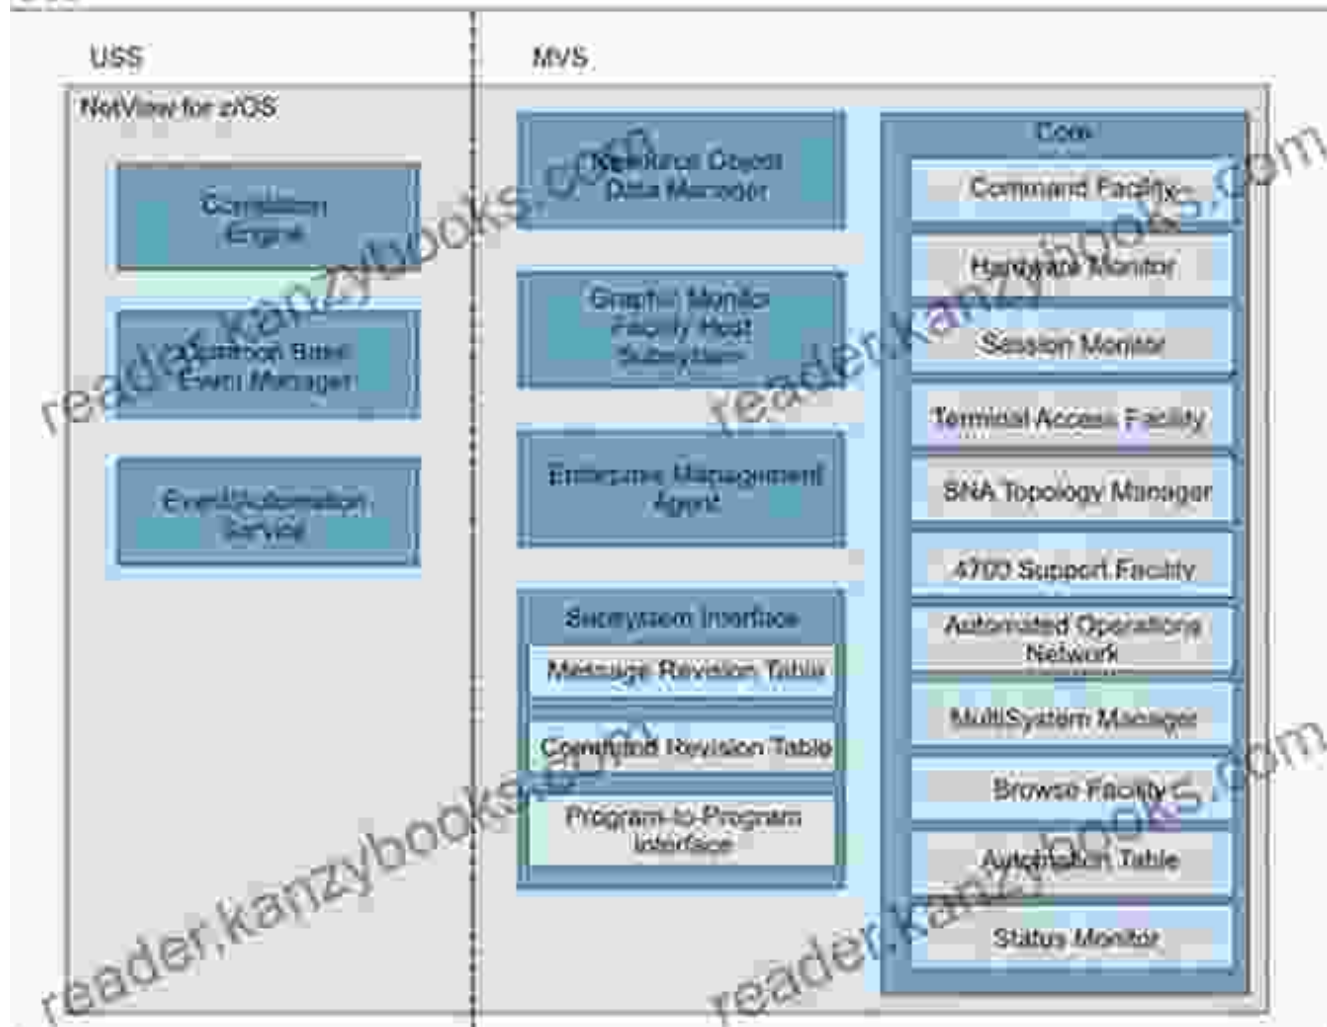 USS
MVS
NetView for z/OS
Correlation
Engine
Common Base
Event Manager
Event/Automation
Service
Resource Object
Data Manager
Graphic Monitor
Facility Host
Subsystem
Enterprise Management
Agent
Subsystem Interface
Message Revision Table
Command Revision Table
Program-to-Program
Interface
Command Facility
Hardware Monitor
Session Monitor
Terminal Access Facility
SNA Topology Manager
4700 Support Facility
Automated Operations
Network
MultiSystem Manager
Browse Facility
Automation Table
Status Monitor
reader.kanzybooks.com
reader.kanzybooks.com
reader.kanzybooks.com
reader.kanzybooks.com